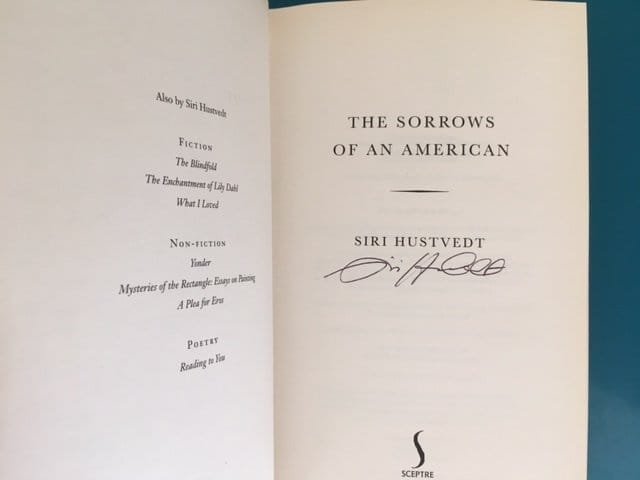 Also by Siri Hustvedt
FICTION
The Blindfold
The Enchantment of Lily Dahl
What I Loved
NON-FICTION
Yonder
Mysteries of the Rectangle: Essays on Painting
A Plea for Eros
POETRY
Reading to You
THE SORROWS
OF AN AMERICAN
SIRI HUSTVEDT
Siri Hustvedt
SCEPTRE